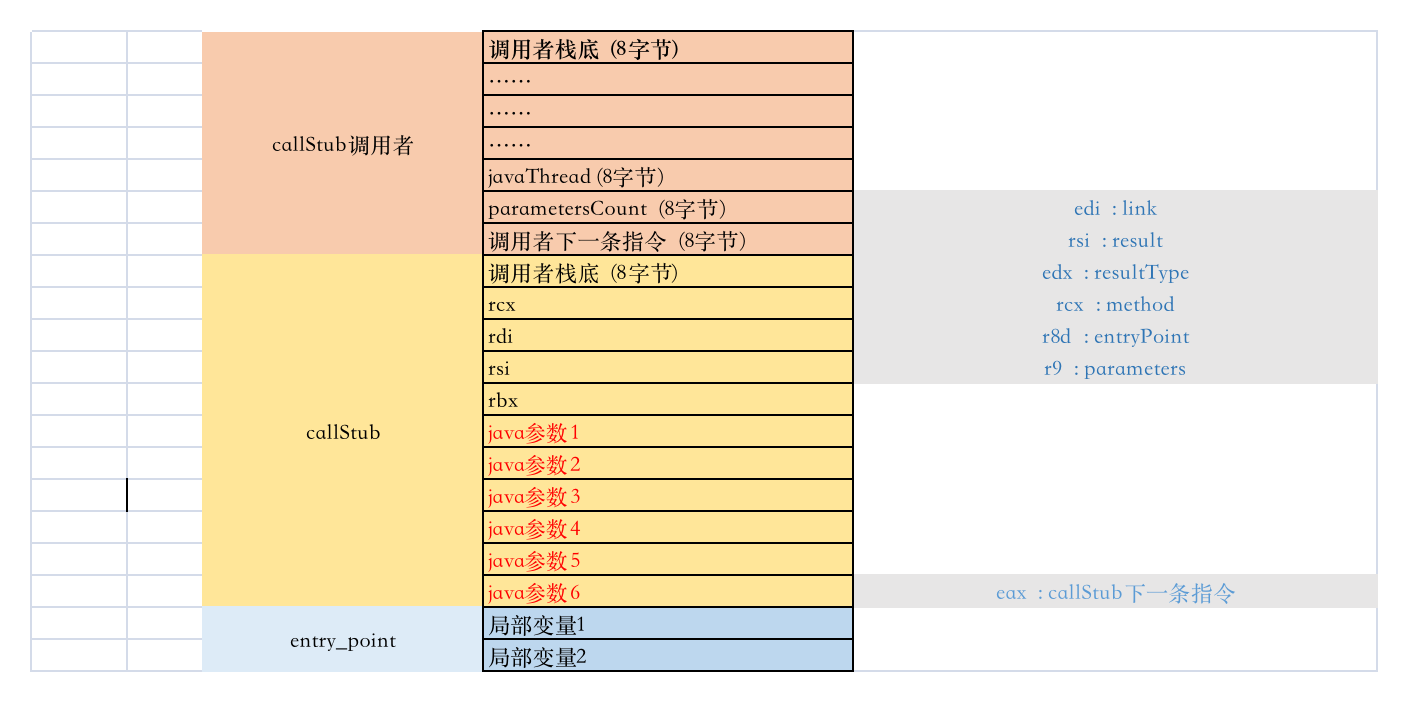 调用者栈底（8字节）
……
……
callStub调用者
……
javaThread（8字节）
parametersCount（8字节）
edi ：link
调用者下一条指令（8字节）
rsi ：result
调用者栈底（8字节）
edx ：resultType
rcx
rcx ：method
rdi
r8d ：entryPoint
rsi
r9 ：parameters
rbx
callStub
java参数1
java参数2
java参数3
java参数4
java参数5
java参数6
eax ：callStub下一条指令
局部变量1
entry_point
局部变量2